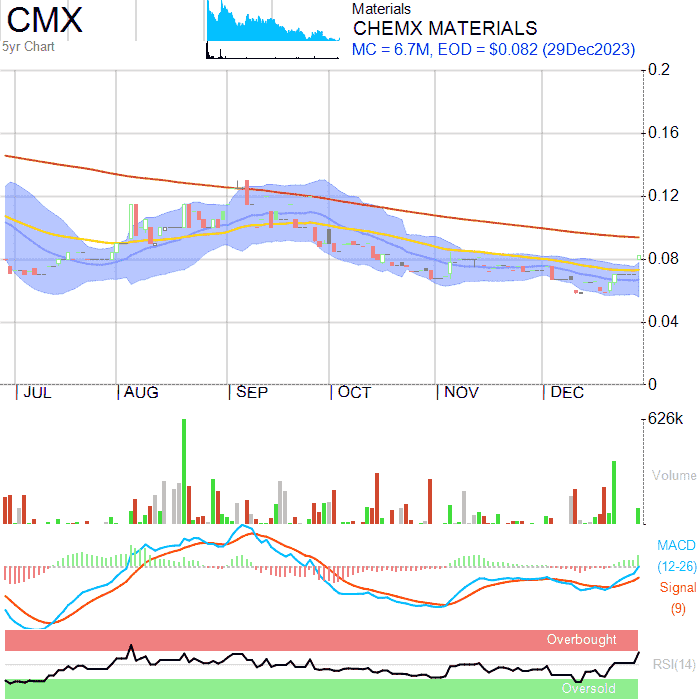 CMX
5yr Chart
Materials
CHEMX MATERIALS
MC = 6.7M, EOD = $0.082 (29Dec2023)
0.2
0.16
0.12
0.08
0.04
0
JUL AUG SEP OCT NOV DEC
626k
Volume
MACD
(12-26)
Signal
(9)
Overbought
RSI(14)
Oversold